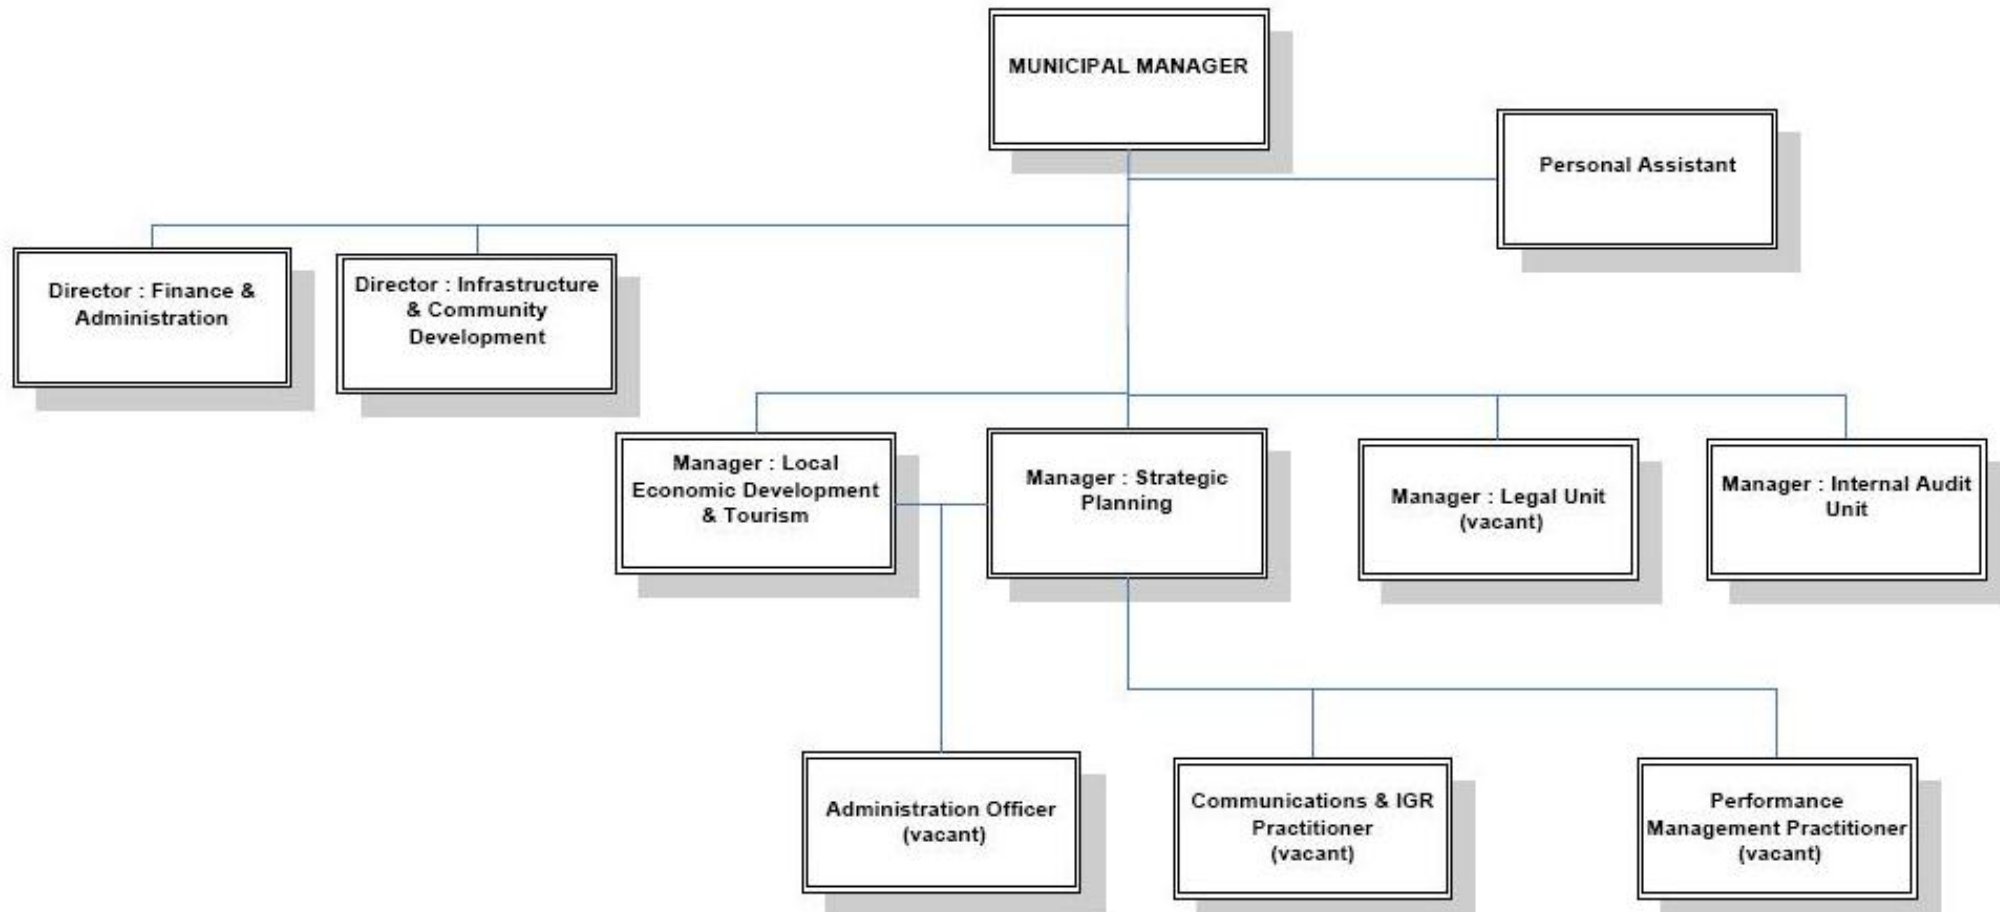 MUNICIPAL MANAGER
Personal Assistant
Director : Finance &
Administration
Director : Infrastructure
& Community
Development
Manager : Local
Economic Development
& Tourism
Manager : Strategic
Planning
Manager : Legal Unit
(vacant)
Manager : Internal Audit
Unit
Administration Officer
(vacant)
Communications & IGR
Practitioner
(vacant)
Performance
Management Practitioner
(vacant)